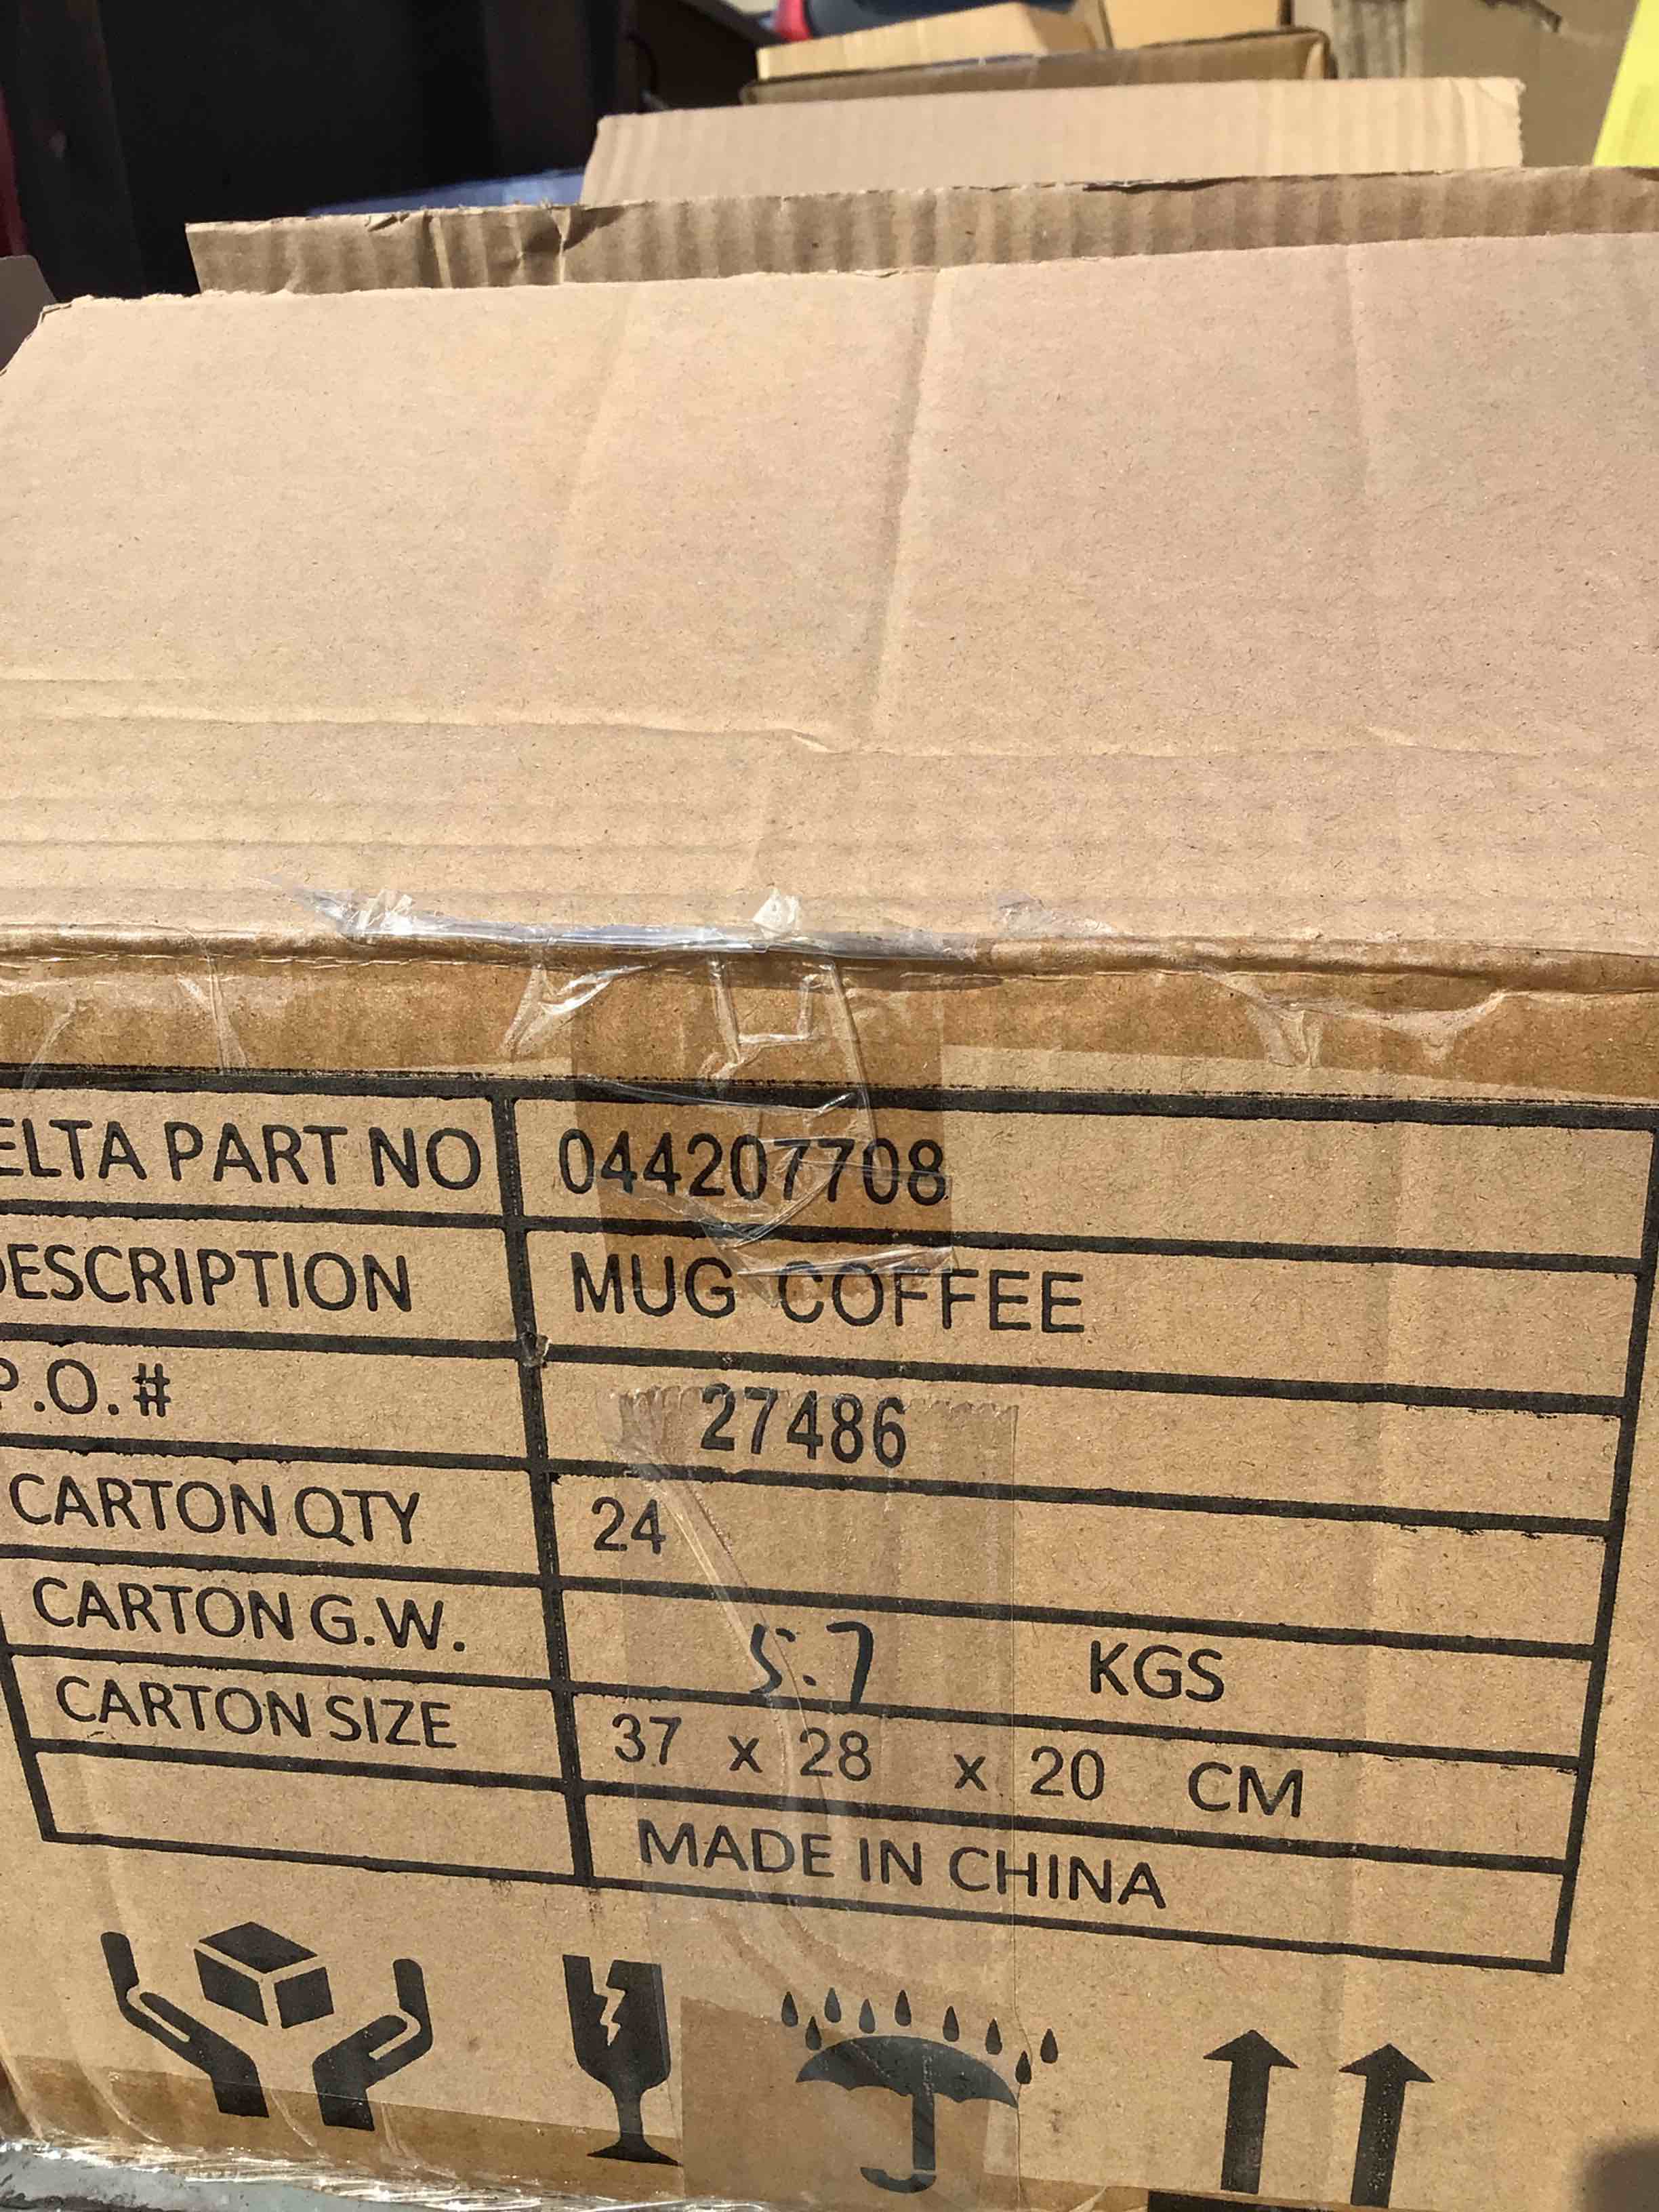 ELTA PART NO 044207708
DESCRIPTION MUG COFFEE
P.O.# 27486
CARTON QTY 24
CARTON G.W. 5.7 KGS
CARTON SIZE 37 x 28 x 20 CM
MADE IN CHINA